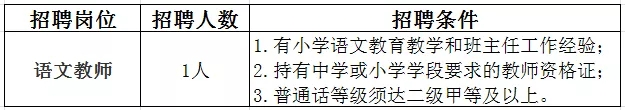 招聘岗位 招聘人数 招聘条件
语文教师 1人
1.有小学语文教育教学和班主任工作经验；
2.持有中学或小学学段要求的教师资格证；
3.普通话等级须达二级甲等及以上。